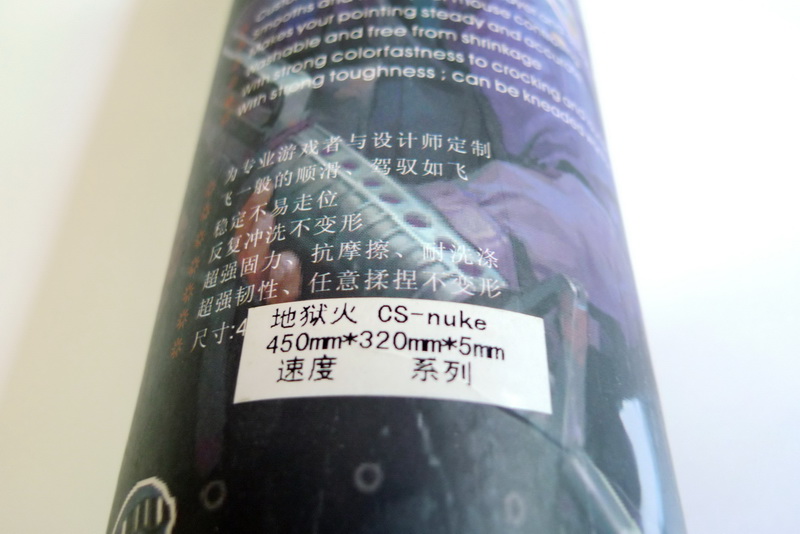 Smooths and
mouse
Makes your pointing steady and
Washable and free from shrinkage
With strong colorfastness to crocking and
With strong toughness ; can be kneaded
为专业游戏者与设计师定制
飞一般的顺滑、驾驭如飞
稳定不易走位
反复冲洗不变形
超强固力、抗摩擦、耐洗涤
超强韧性、任意揉捏不变形
尺寸:4
地狱火 CS-nuke
450mm*320mm*5mm
速度 系列